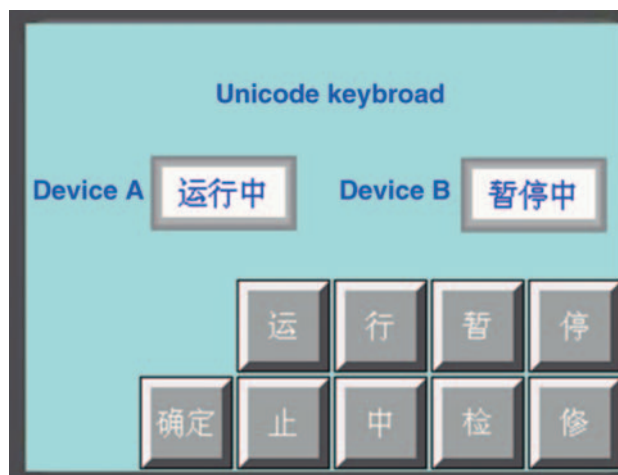 Unicode keybroad
Device A 运行中 Device B 暂停中
运 行 暂 停
确定 止 中 检 修